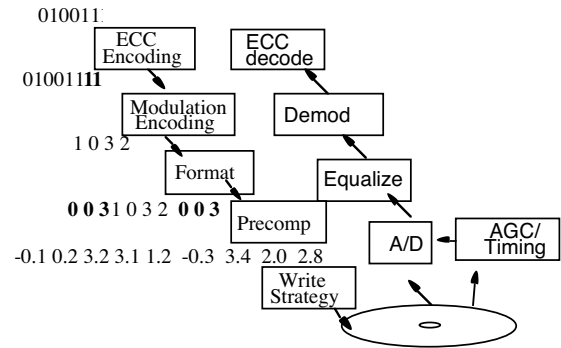 010011
ECC
Encoding
ECC
decode
010011111
Modulation
Encoding
Demod
1 0 3 2
Format
Equalize
0 0 3 1 0 3 2 0 0 3
Precomp
A/D
AGC/
Timing
-0.1 0.2 3.2 3.1 1.2 -0.3 3.4 2.0 2.8
Write
Strategy